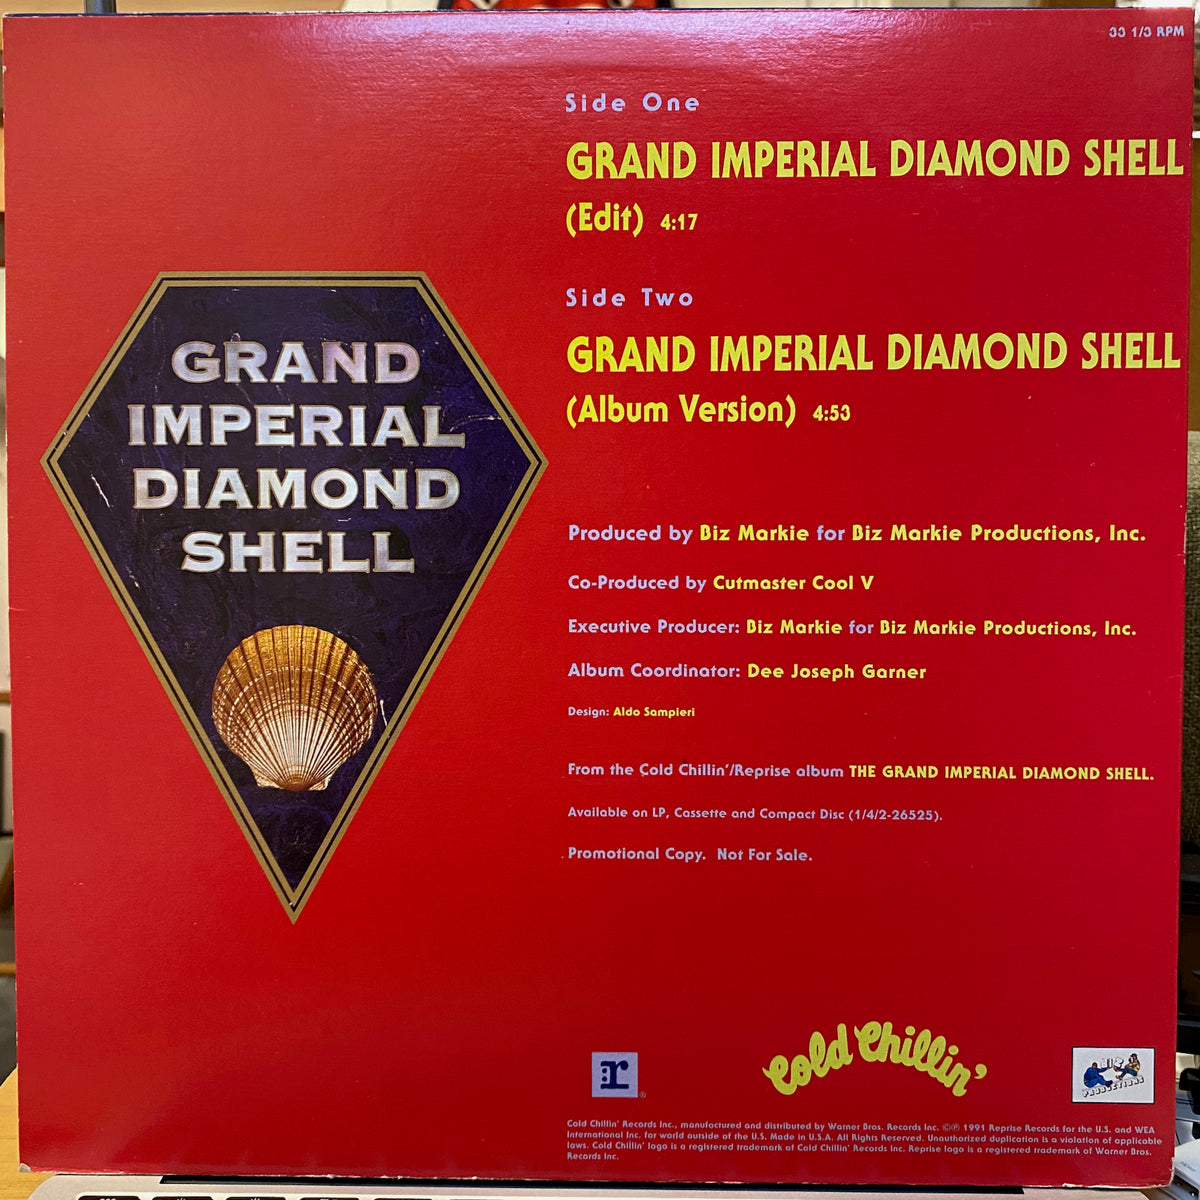 33 1/3 RPM
Side One
GRAND IMPERIAL DIAMOND SHELL
(Edit) 4:17
Side Two
GRAND IMPERIAL DIAMOND SHELL
(Album Version) 4:53
GRAND
IMPERIAL
DIAMOND
SHELL
Produced by Biz Markie for Biz Markie Productions, Inc.
Co-Produced by Cutmaster Cool V
Executive Producer: Biz Markie for Biz Markie Productions, Inc.
Album Coordinator: Dee Joseph Garner
Design: Aldo Sampieri
From the Cold Chillin'/Reprise album THE GRAND IMPERIAL DIAMOND SHELL.
Available on LP, Cassette and Compact Disc (1/4/2-26525).
Promotional Copy. Not For Sale.
:r ®
Cold Chillin'
PRODUCTIONS
Cold Chillin' Records Inc., manufactured and distributed by Warner Bros. Records Inc. ©℗ 1991 Reprise Records for the U.S. and WEA
International Inc. for world outside of the U.S. Made in U.S.A. All Rights Reserved. Unauthorized duplication is a violation of applicable
laws. Cold Chillin' logo is a registered trademark of Cold Chillin' Records Inc. Reprise logo is a registered trademark of Warner Bros.
Records Inc.